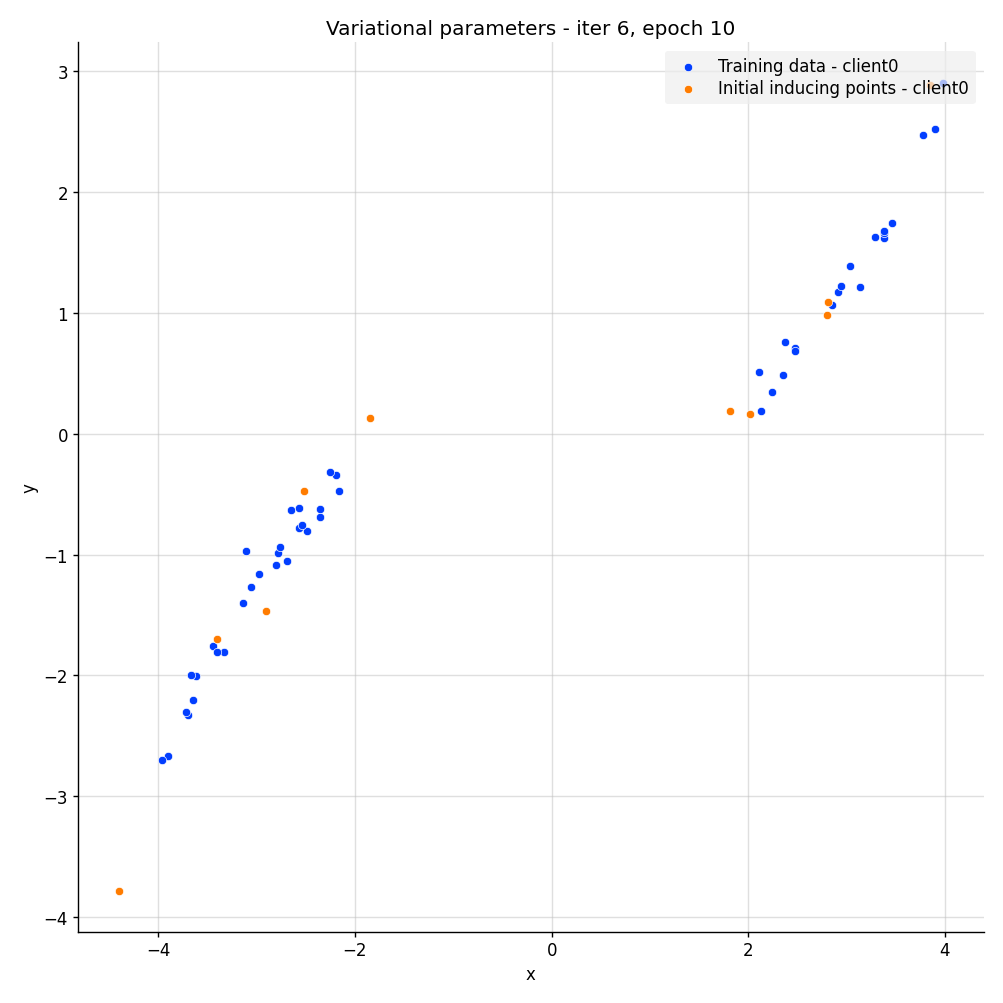 Variational parameters - iter 6, epoch 10
Training data - client0
Initial inducing points - client0
3
2
1
0
−1
−2
−3
−4
y
−4 −2 0 2 4
x